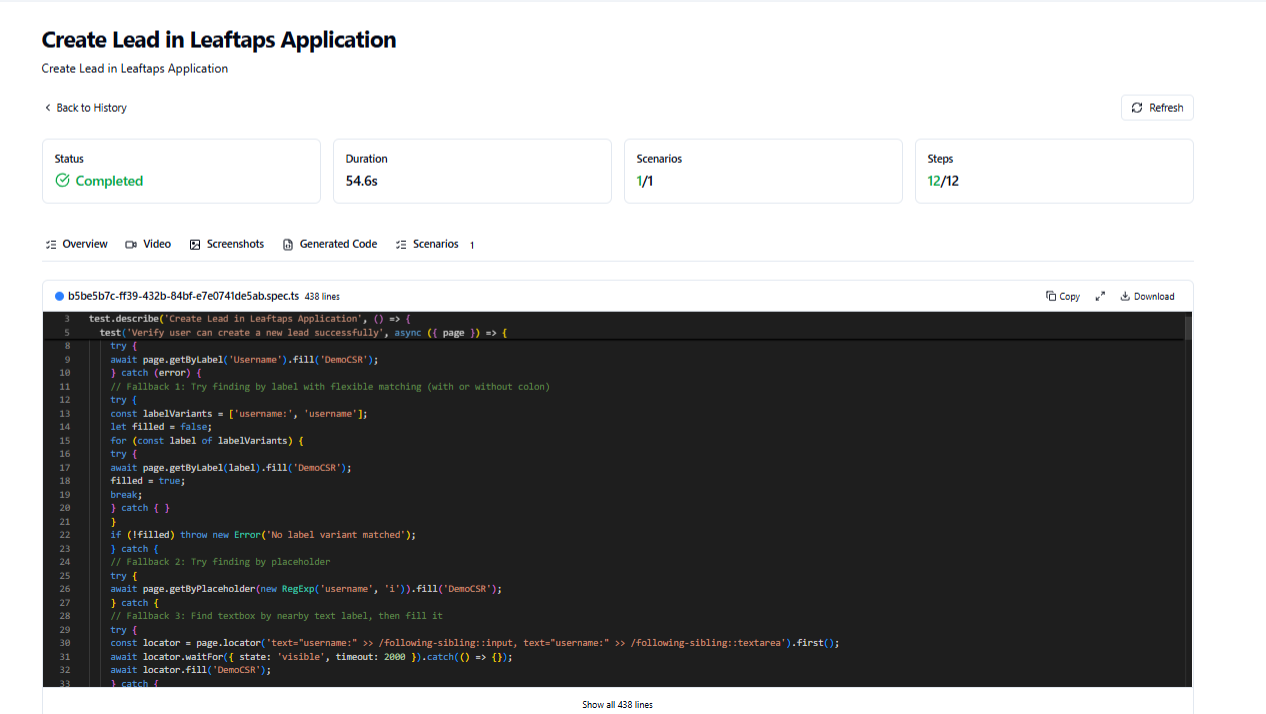 Create Lead in Leaftaps Application
Create Lead in Leaftaps Application
Back to History
Refresh
Status
Completed
Duration
54.6s
Scenarios
1/1
Steps
12/12
Overview Video Screenshots Generated Code Scenarios 1
b5be5b7c-ff39-432b-84bf-e7e0741de5ab.spec.ts 438 lines Copy Download
3 test.describe('Create Lead in Leaftaps Application', () => {
5 test('Verify user can create a new lead successfully', async ({ page }) => {
8 try {
9 await page.getByLabel('Username').fill('DemoCSR');
10 } catch (error) {
11 // Fallback 1: Try finding by label with flexible matching (with or without colon)
12 try {
13 const labelVariants = ['username:', 'username'];
14 let filled = false;
15 for (const label of labelVariants) {
16 try {
17 await page.getByLabel(label).fill('DemoCSR');
18 filled = true;
19 break;
20 } catch { }
21 }
22 if (!filled) throw new Error('No label variant matched');
23 } catch {
24 // Fallback 2: Try finding by placeholder
25 try {
26 await page.getByPlaceholder(new RegExp('username', 'i')).fill('DemoCSR');
27 } catch {
28 // Fallback 3: Find textbox by nearby text label, then fill it
29 try {
30 const locator = page.locator('text="username:" >> /following-sibling::input, text="username:" >> /following-sibling::textarea').first();
31 await locator.waitFor({ state: 'visible', timeout: 2000 }).catch(() => {});
32 await locator.fill('DemoCSR');
33 } catch {
Show all 438 lines